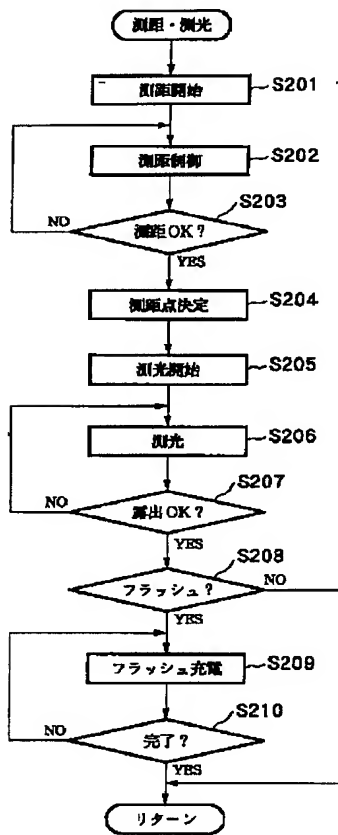 測距・測光
測距開始 S201
測距制御 S202
S203
NO 測距OK？
YES
測距点決定 S204
測光開始 S205
測光 S206
S207
NO 露出OK？
YES S208
フラッシュ？ NO
YES
フラッシュ充電 S209
S210
NO 完了？
YES
リターン